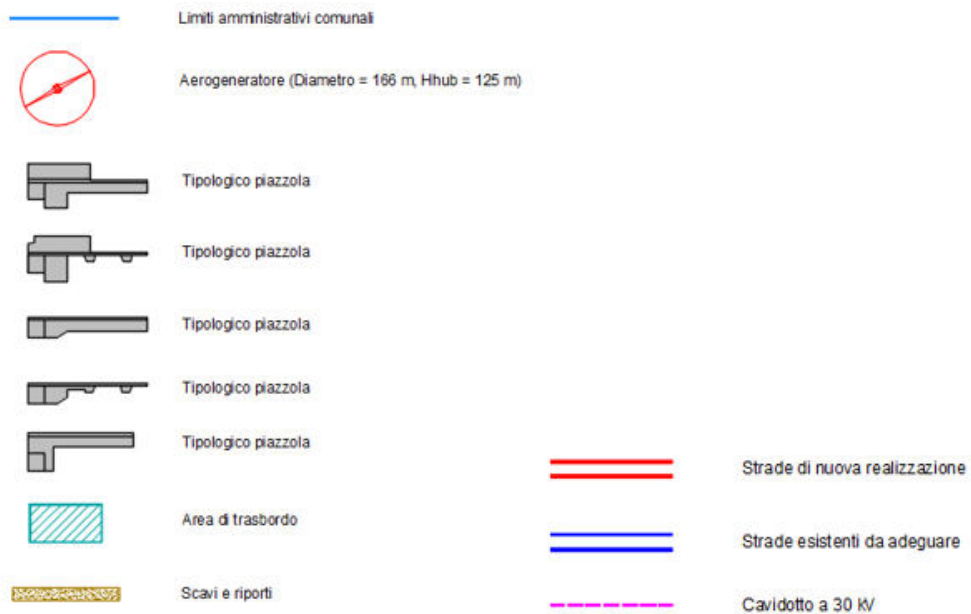 Limiti amministrativi comunali
Aerogeneratore (Diametro = 166 m, Hhub = 125 m)
Tipologico piazzola
Tipologico piazzola
Tipologico piazzola
Tipologico piazzola
Tipologico piazzola
Area di trasbordo
Scavi e riporti
Strade di nuova realizzazione
Strade esistenti da adeguare
Cavidotto a 30 kV